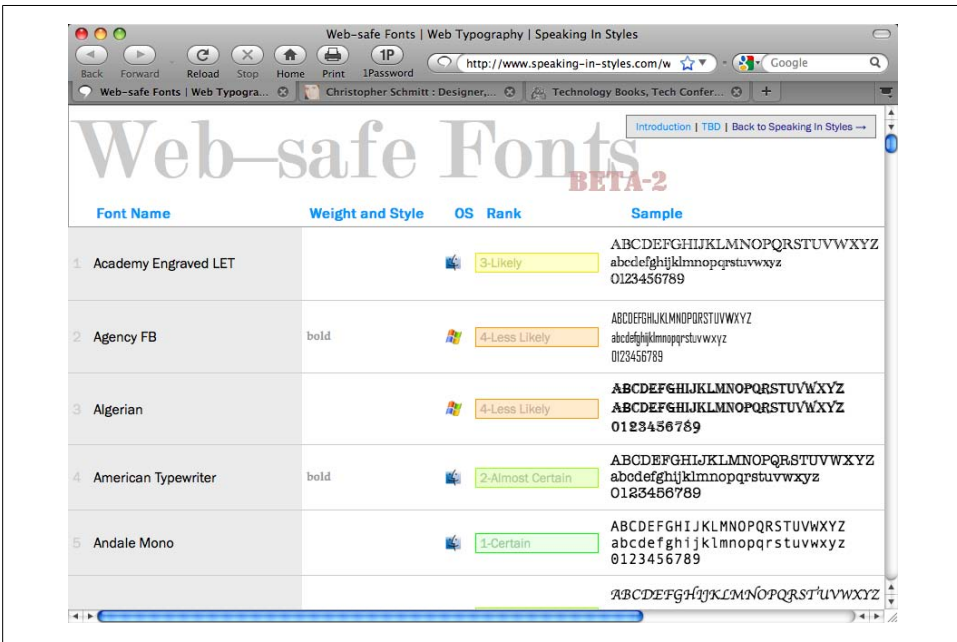 Web-safe Fonts | Web Typography | Speaking In Styles
1P
http://www.speaking-in-styles.com/w
Google
Back Forward Reload Stop Home Print 1Password
Web-safe Fonts | Web Typogra... Christopher Schmitt : Designer,... Technology Books, Tech Confer... +
Introduction | TBD | Back to Speaking In Styles →
Web–safe Fonts
BETA-2
Font Name Weight and Style OS Rank Sample
1 Academy Engraved LET 3-Likely
ABCDEFGHIJKLMNOPQRSTUVWXYZ
abcdefghijklmnopqrstuvwxyz
0123456789
2 Agency FB bold 4-Less Likely
ABCDEFGHIJKLMNOPQRSTUVWXYZ
abcdefghijklmnopqrstuvwxyz
0123456789
3 Algerian 4-Less Likely
ABCDEFGHIJKLMNOPQRSTUVWXYZ
ABCDEFGHIJKLMNOPQRSTUVWXYZ
0123456789
4 American Typewriter bold 2-Almost Certain
ABCDEFGHIJKLMNOPQRSTUVWXYZ
abcdefghijklmnopqrstuvwxyz
0123456789
5 Andale Mono 1-Certain
ABCDEFGHIJKLMNOPQRSTUVWXYZ
abcdefghijklmnopqrstuvwxyz
0123456789
ABCDEFGHIJKLMNOPQRSTUVWXYZ